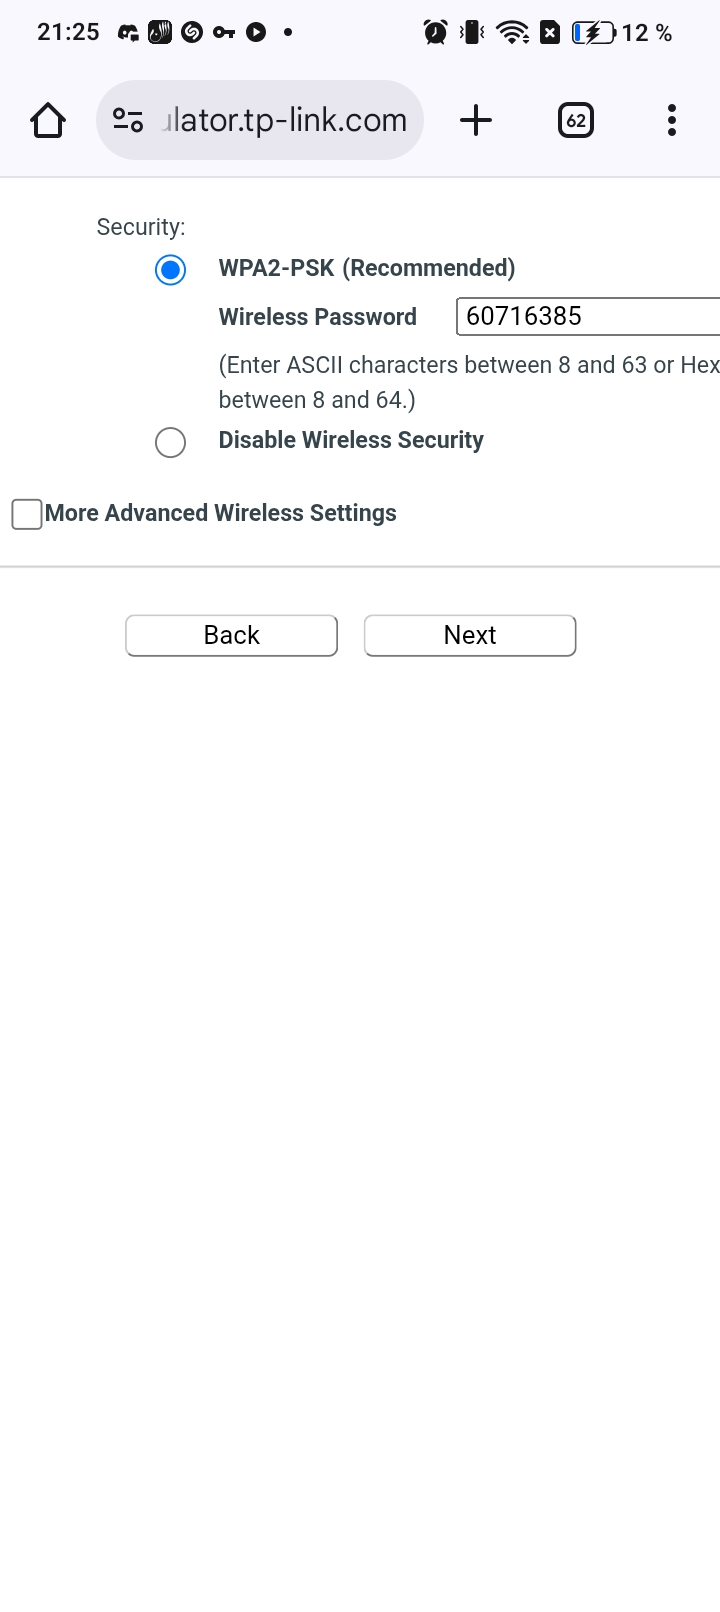 21:25
12 %
ulator.tp-link.com
62
Security:
WPA2-PSK (Recommended)
Wireless Password 60716385
(Enter ASCII characters between 8 and 63 or Hex
between 8 and 64.)
Disable Wireless Security
More Advanced Wireless Settings
Back Next